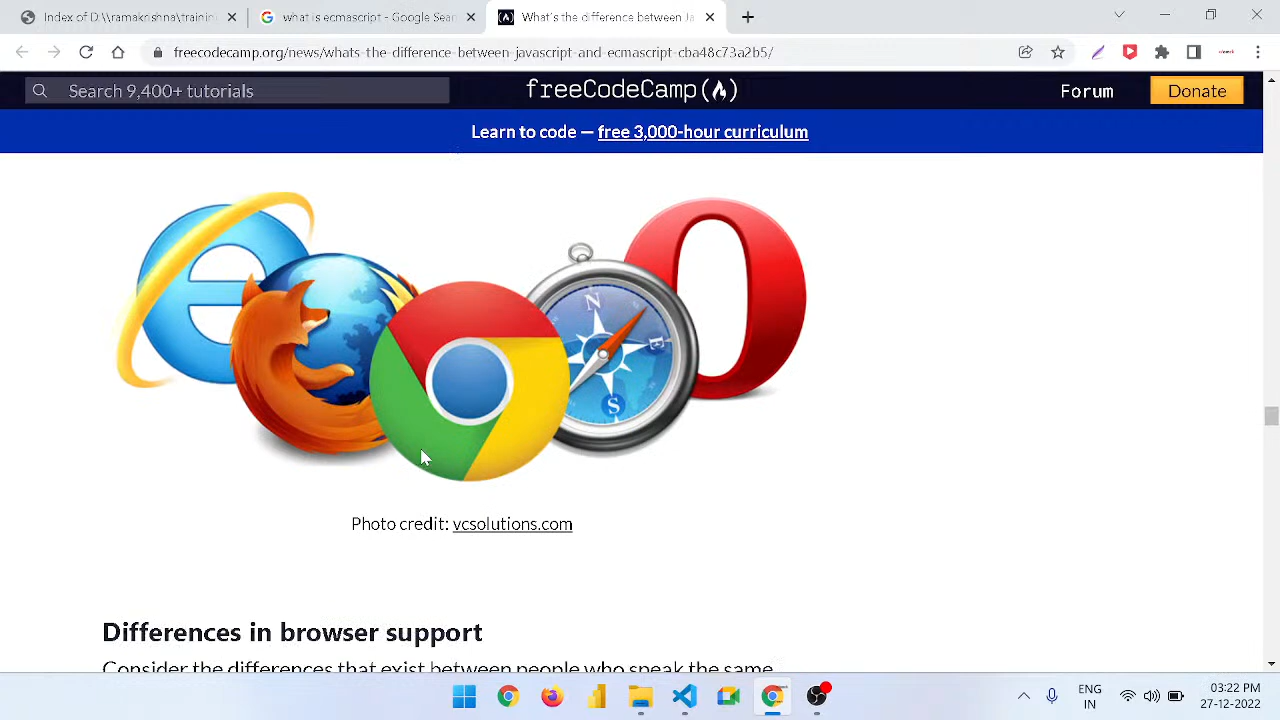 Index of D:\\ramakrishna/trainin
what is ecmascript - Google Sear
What's the difference between Ja
freecodecamp.org/news/whats-the-difference-between-javascript-and-ecmascript-cba48c73a2b5/
Search 9,400+ tutorials
freeCodeCamp
Forum
Donate
Learn to code — free 3,000-hour curriculum
N
E
S
Photo credit: vcsolutions.com
Differences in browser support
Consider the differences that exist between people who speak the same
ENG
IN
03:22 PM
27-12-2022